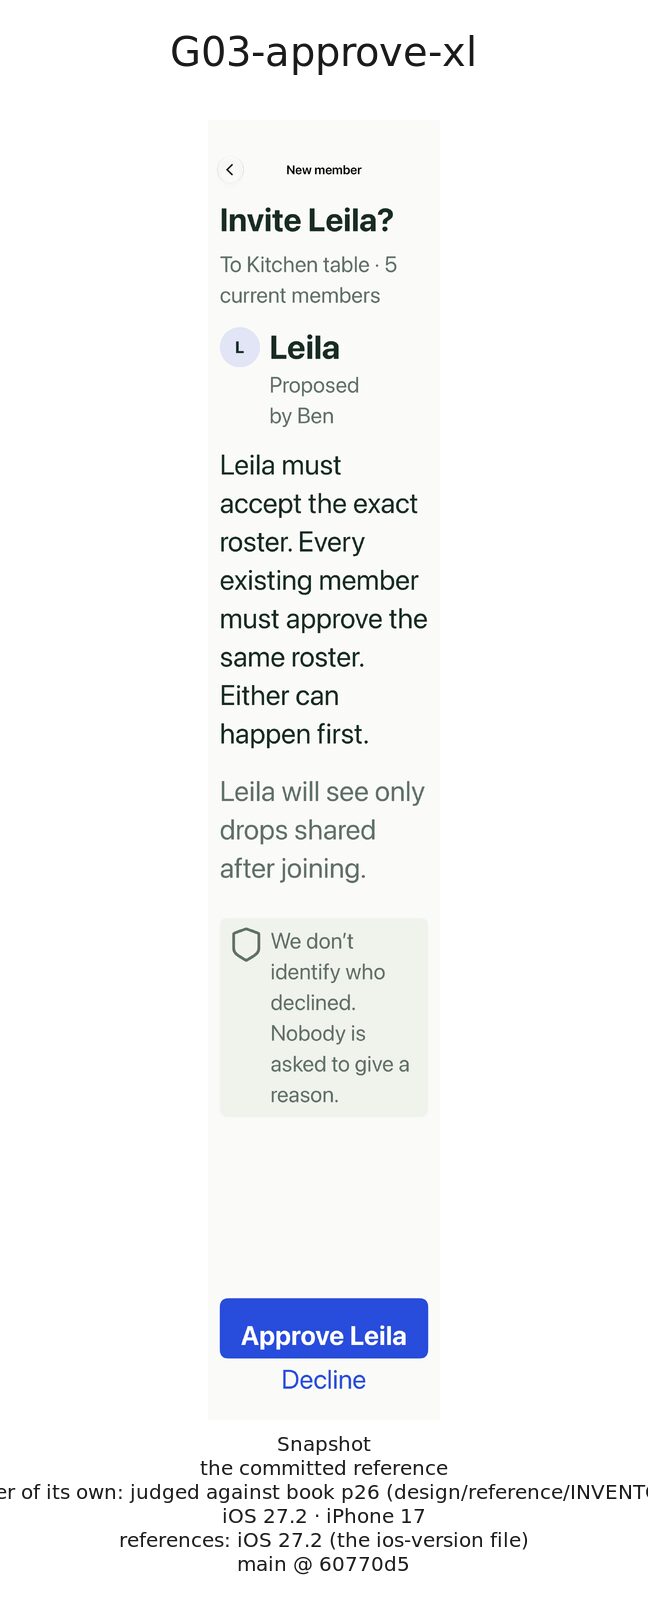 G03-approve-xl
New member
Invite Leila?
To Kitchen table · 5
current members
L
Leila
Proposed
by Ben
Leila must
accept the exact
roster. Every
existing member
must approve the
same roster.
Either can
happen first.
Leila will see only
drops shared
after joining.
We don’t
identify who
declined.
Nobody is
asked to give a
reason.
Approve Leila
Decline
Snapshot
the committed reference
of its own: judged against book p26 (design/reference/
iOS 27.2 · iPhone 17
references: iOS 27.2 (the ios-version file)
main @ 60770d5